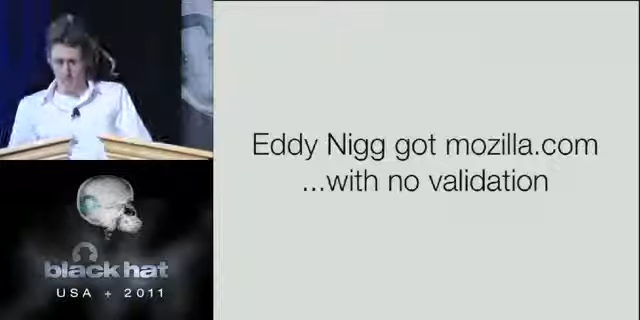 Eddy Nigg got mozilla.com
...with no validation
black hat
USA + 2011